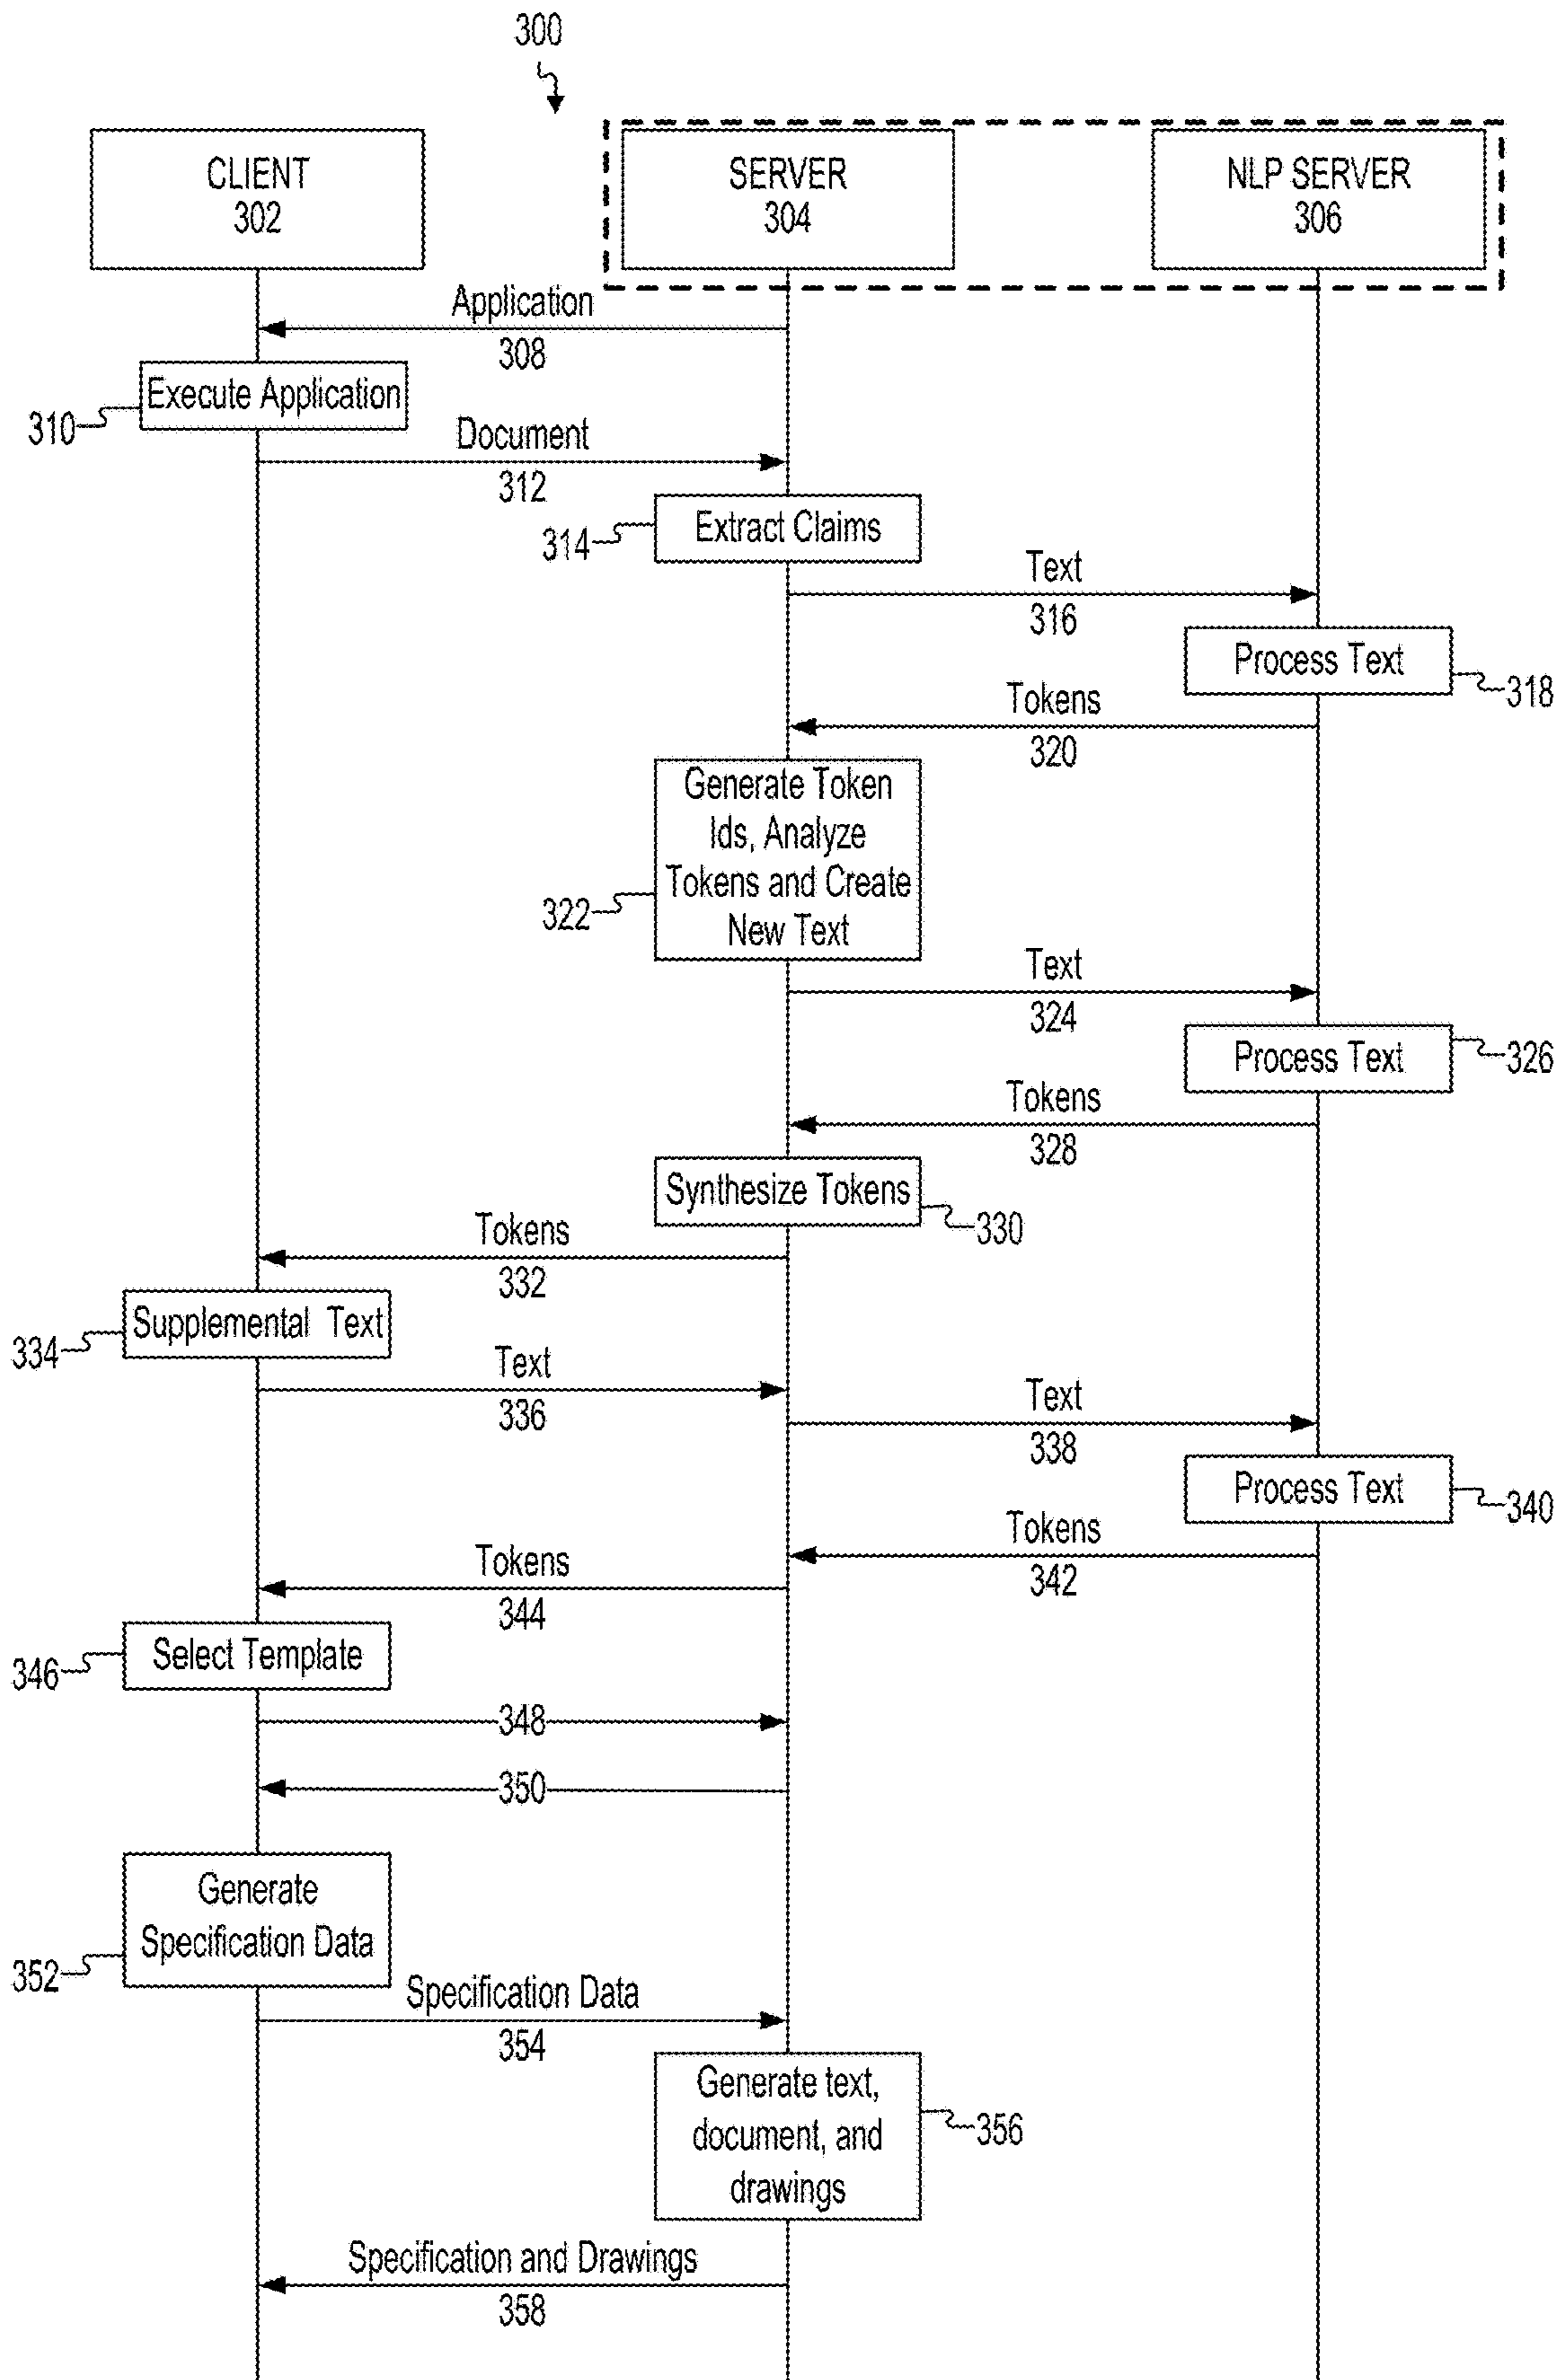 300
CLIENT
302
SERVER
304
NLP SERVER
306
Application
308
Execute Application
310
Document
312
Extract Claims
314
Text
316
Process Text
318
Tokens
320
Generate Token
Ids, Analyze
Tokens and Create
New Text
322
Text
324
Process Text
326
Tokens
328
Synthesize Tokens
330
Tokens
332
Supplemental Text
334
Text
336
Text
338
Process Text
340
Tokens
342
Tokens
344
Select Template
346
348
350
Generate
Specification Data
352
Specification Data
354
Generate text,
document, and
drawings
356
Specification and Drawings
358